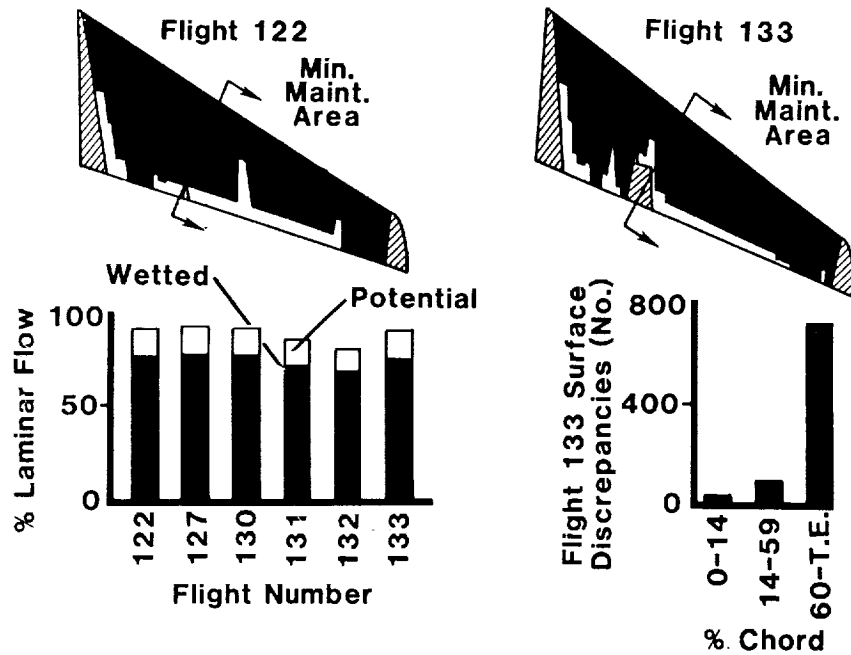 Flight 122
Min.
Maint.
Area
Flight 133
Min.
Maint.
Area
Wetted
Potential
% Laminar Flow
100
50
0
122
127
130
131
132
133
Flight Number
Flight 133 Surface
Discrepancies (No.)
800
400
0
0-14
14-59
60-T.E.
% Chord